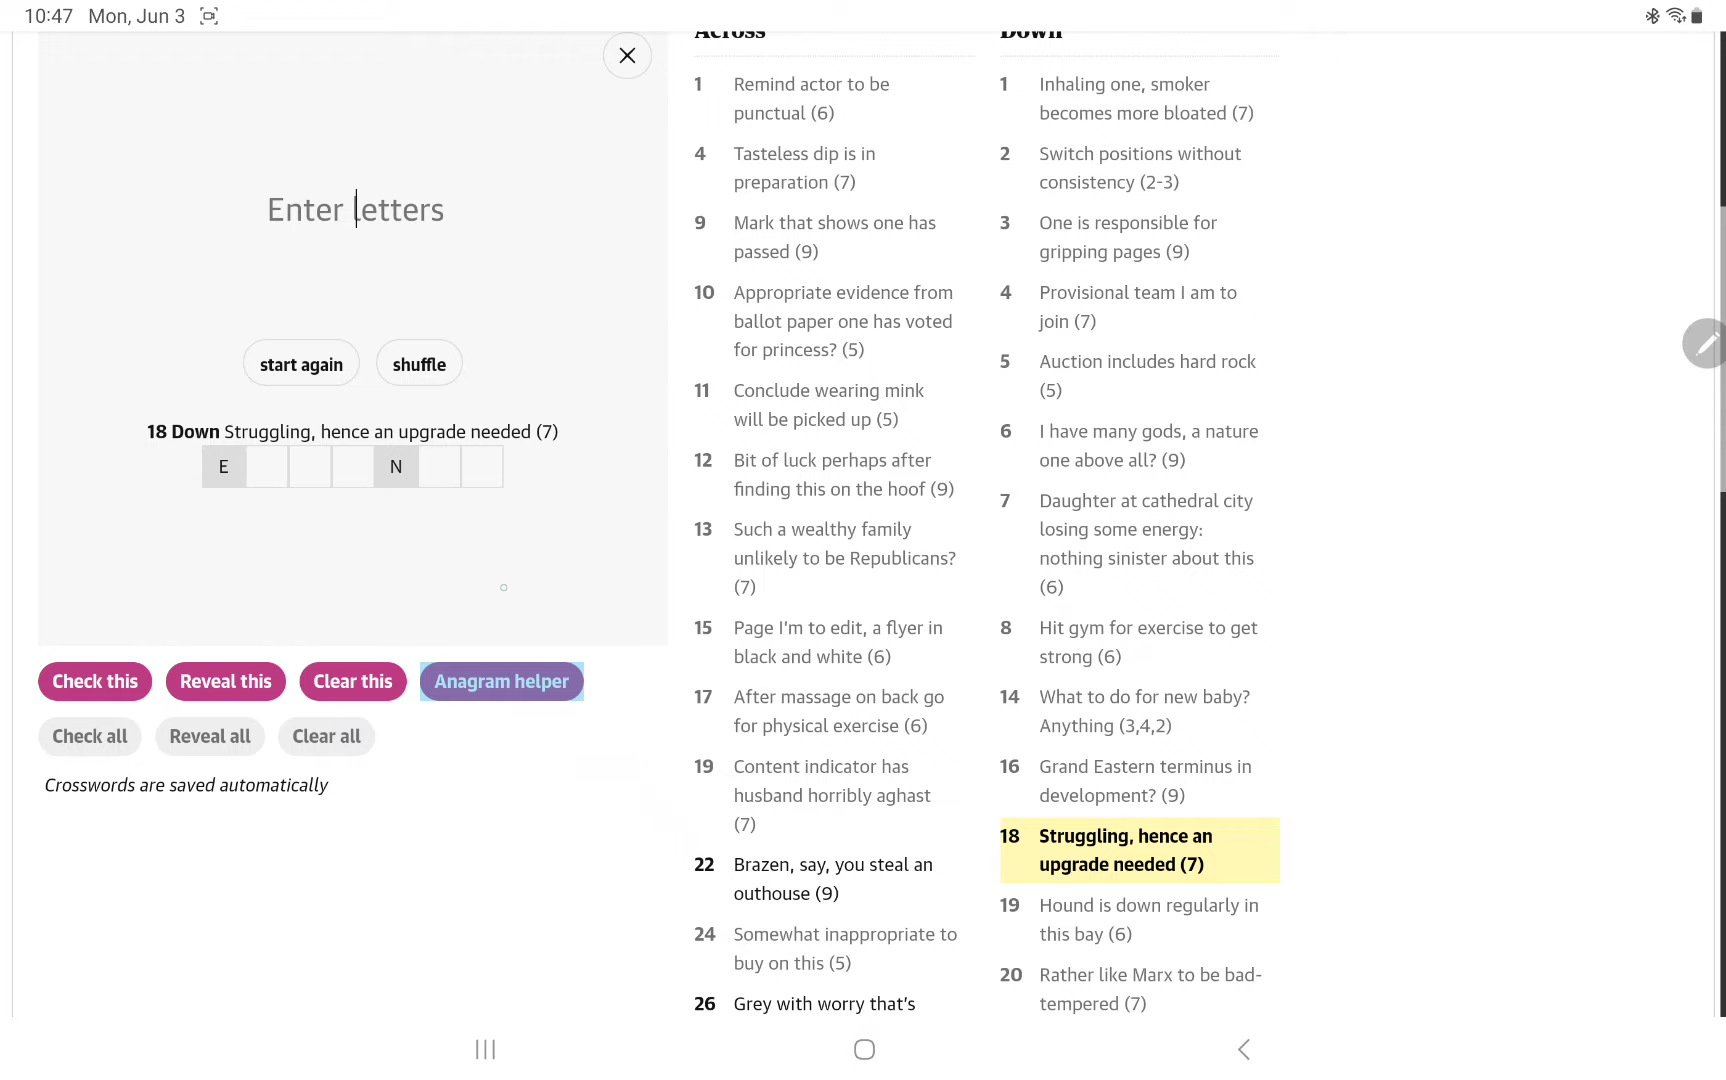 10:47 Mon, Jun 3
Enter letters
start again
shuffle
18 Down Struggling, hence an upgrade needed (7)
E
N
Check this
Reveal this
Clear this
Anagram helper
Check all
Reveal all
Clear all
Crosswords are saved automatically
Across
1 Remind actor to be
punctual (6)
4 Tasteless dip is in
preparation (7)
9 Mark that shows one has
passed (9)
10 Appropriate evidence from
ballot paper one has voted
for princess? (5)
11 Conclude wearing mink
will be picked up (5)
12 Bit of luck perhaps after
finding this on the hoof (9)
13 Such a wealthy family
unlikely to be Republicans?
(7)
15 Page I'm to edit, a flyer in
black and white (6)
17 After massage on back go
for physical exercise (6)
19 Content indicator has
husband horribly aghast
(7)
22 Brazen, say, you steal an
outhouse (9)
24 Somewhat inappropriate to
buy on this (5)
26 Grey with worry that's
Down
1 Inhaling one, smoker
becomes more bloated (7)
2 Switch positions without
consistency (2-3)
3 One is responsible for
gripping pages (9)
4 Provisional team I am to
join (7)
5 Auction includes hard rock
(5)
6 I have many gods, a nature
one above all? (9)
7 Daughter at cathedral city
losing some energy:
nothing sinister about this
(6)
8 Hit gym for exercise to get
strong (6)
14 What to do for new baby?
Anything (3,4,2)
16 Grand Eastern terminus in
development? (9)
18 Struggling, hence an
upgrade needed (7)
19 Hound is down regularly in
this bay (6)
20 Rather like Marx to be bad-
tempered (7)